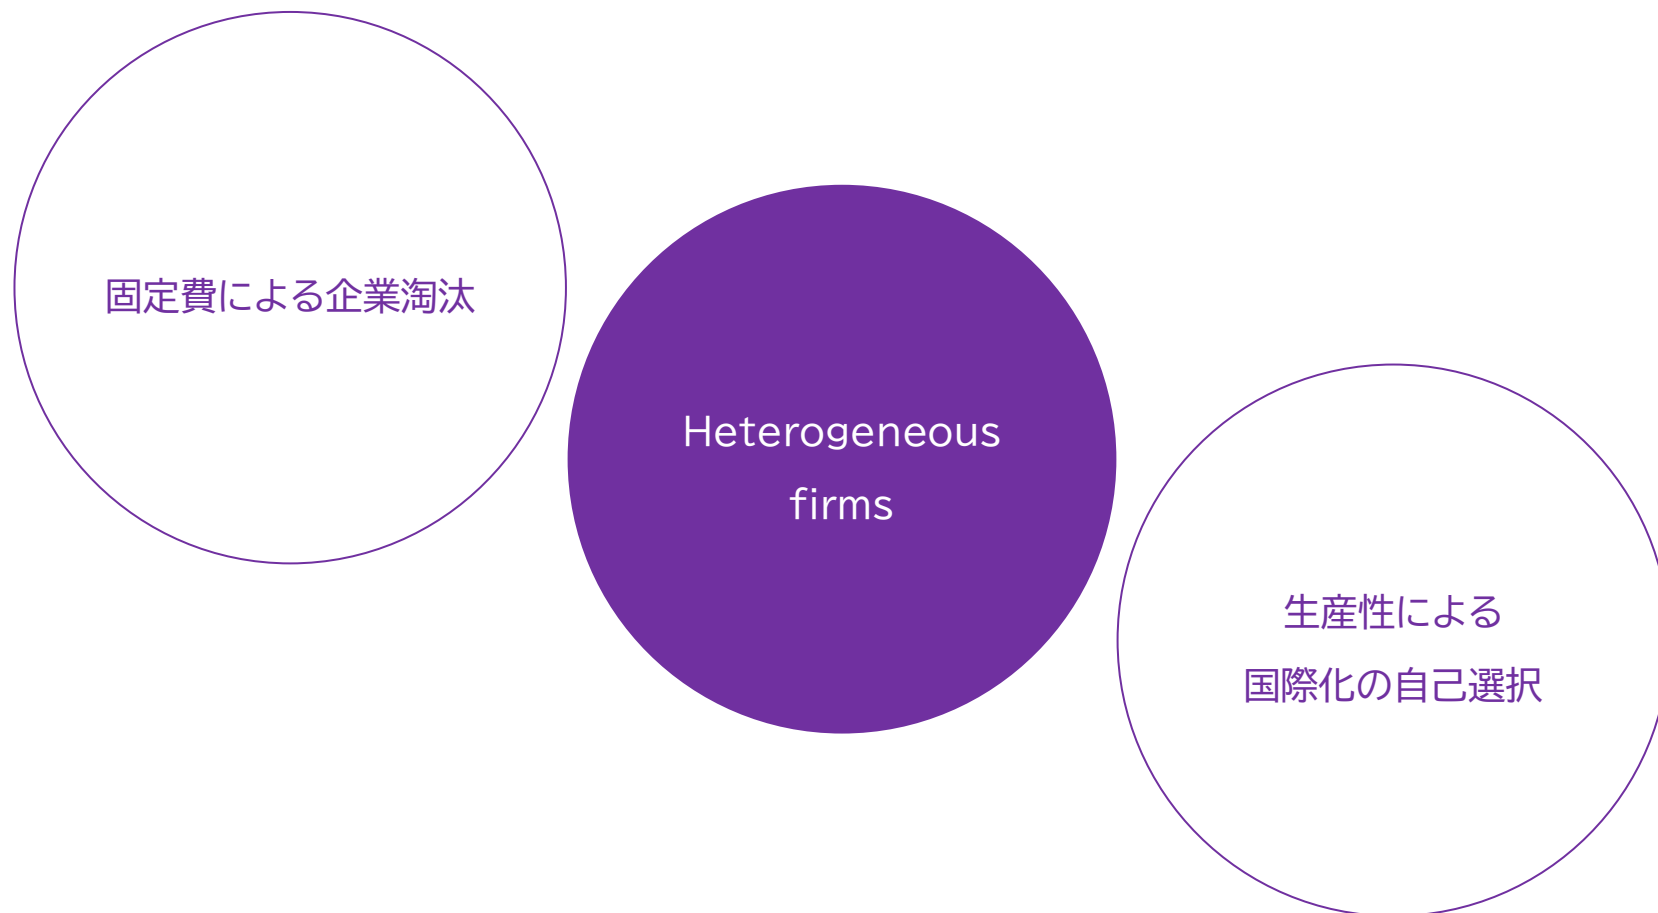 固定費による企業淘汰
Heterogeneous
firms
生産性による
国際化の自己選択